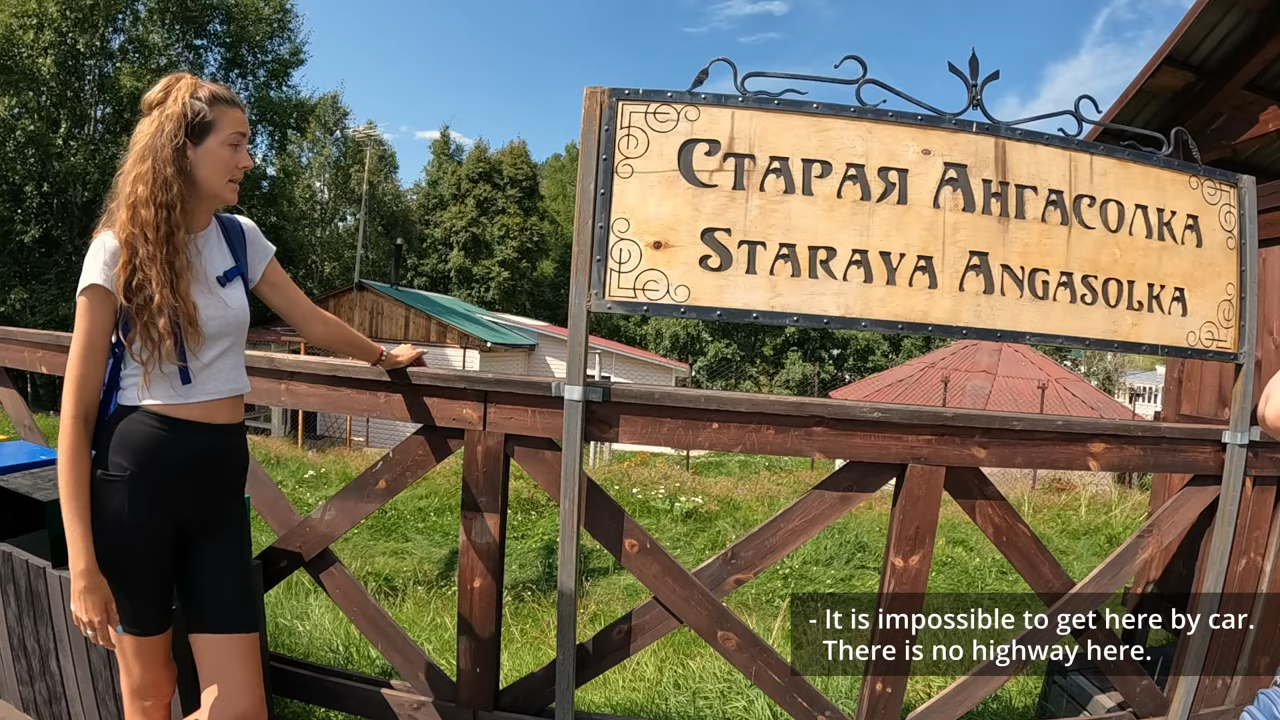 Старая Ангасолка
Staraya Angasolka
- It is impossible to get here by car.
There is no highway here.